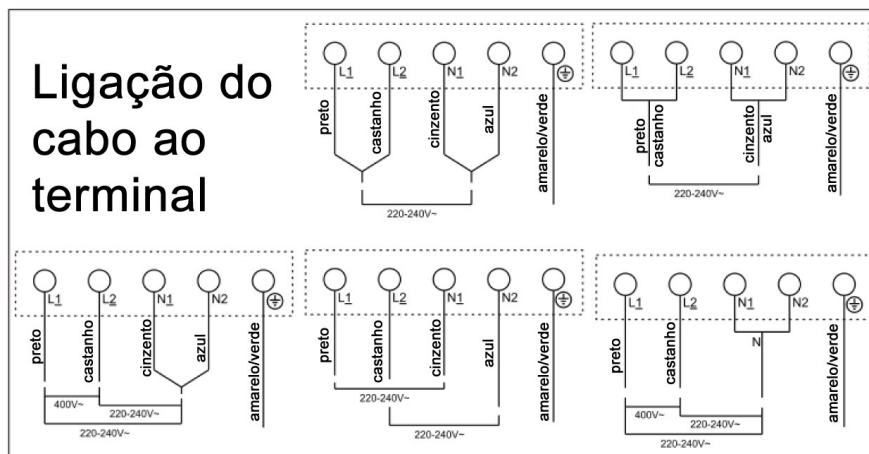 Ligação do
cabo ao
terminal
L1 L2 N1 N2
preto castanho cinzento azul amarelo/verde
220-240V~
L1 L2 N1 N2
preto castanho cinzento azul amarelo/verde
220-240V~
L1 L2 N1 N2
preto castanho cinzento azul amarelo/verde
400V~
220-240V~
220-240V~
L1 L2 N1 N2
preto castanho cinzento azul amarelo/verde
220-240V~
220-240V~
L1 L2 N1 N2
N
preto castanho amarelo/verde
400V~
220-240V~
220-240V~